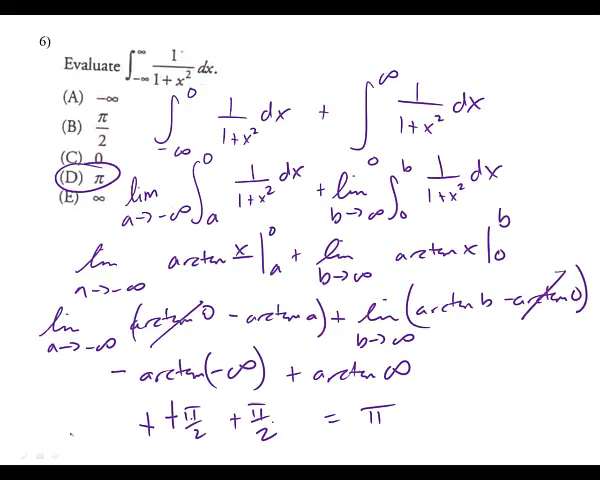 6)
Evaluate ∫_{-∞}^{∞} 1/(1 + x²) dx.
(A) -∞
(B) π/2
(C) 0
(D) π
(E) ∞
∫_{-∞}^{0} 1/(1+x²) dx + ∫_{0}^{∞} 1/(1+x²) dx
lim_{a→-∞} ∫_{a}^{0} 1/(1+x²) dx + lim_{b→∞} ∫_{0}^{b} 1/(1+x²) dx
lim_{a→-∞} arctan x |_{a}^{0} + lim_{b→∞} arctan x |_{0}^{b}
lim_{a→-∞} (arctan 0 - arctan a) + lim_{b→∞} (arctan b - arctan 0)
- arctan(-∞) + arctan ∞
+ + π/2 + π/2 = π